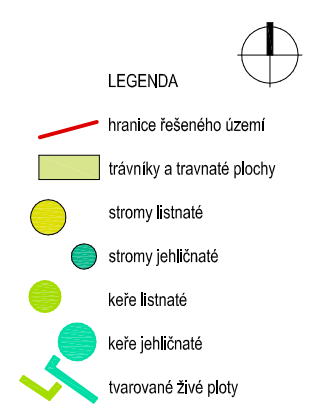 LEGENDA
hranice řešeného území
trávníky a travnaté plochy
stromy listnaté
stromy jehličnaté
keře listnaté
keře jehličnaté
tvarované živé ploty